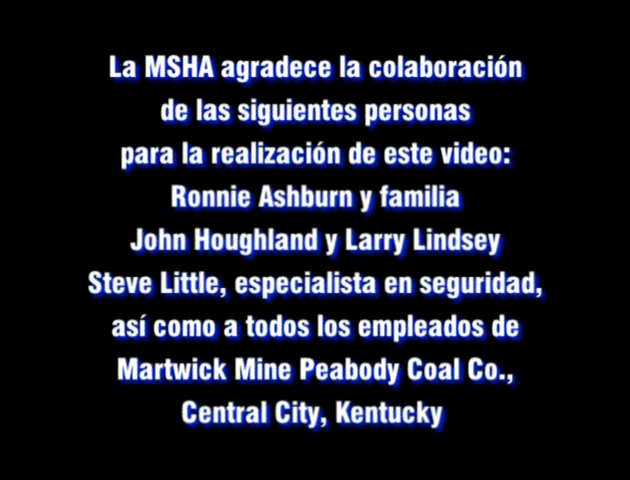 La MSHA agradece la colaboración
de las siguientes personas
para la realización de este video:
Ronnie Ashburn y familia
John Houghland y Larry Lindsey
Steve Little, especialista en seguridad,
así como a todos los empleados de
Martwick Mine Peabody Coal Co.,
Central City, Kentucky